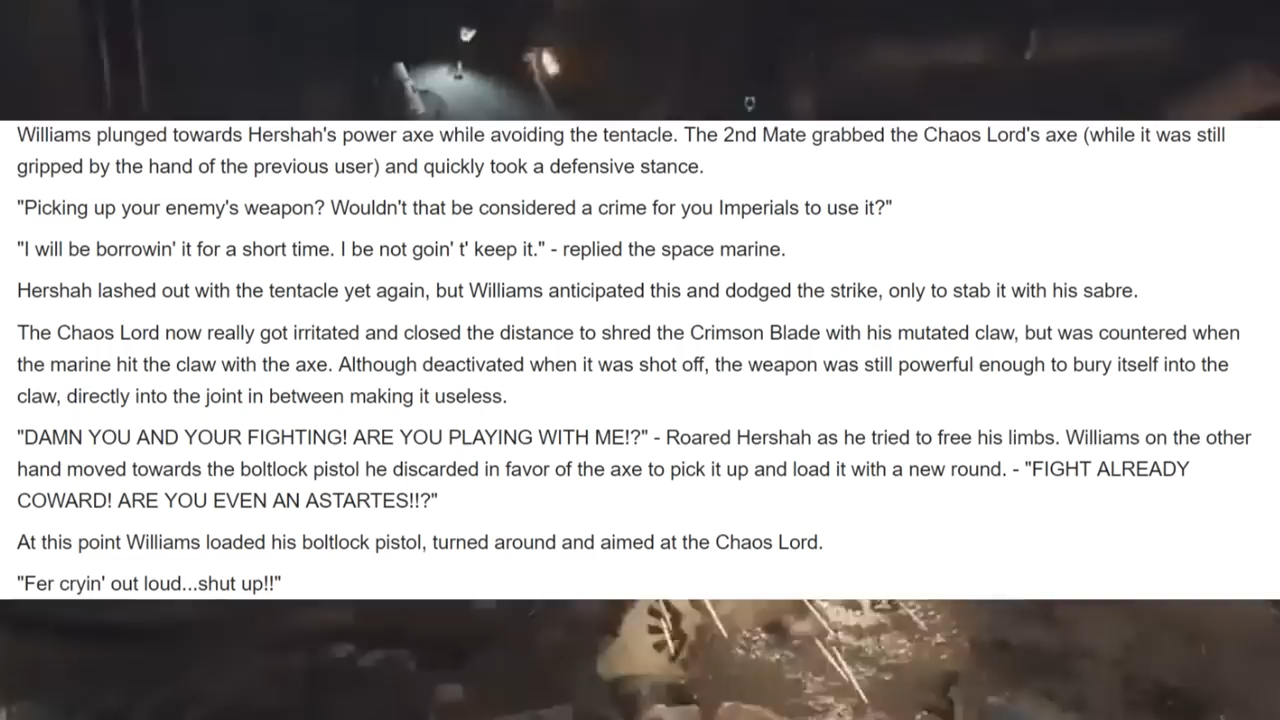 Williams plunged towards Hershah's power axe while avoiding the tentacle. The 2nd Mate grabbed the Chaos Lord's axe (while it was still
gripped by the hand of the previous user) and quickly took a defensive stance.
"Picking up your enemy's weapon? Wouldn't that be considered a crime for you Imperials to use it?"
"I will be borrowin' it for a short time. I be not goin' t' keep it." - replied the space marine.
Hershah lashed out with the tentacle yet again, but Williams anticipated this and dodged the strike, only to stab it with his sabre.
The Chaos Lord now really got irritated and closed the distance to shred the Crimson Blade with his mutated claw, but was countered when
the marine hit the claw with the axe. Although deactivated when it was shot off, the weapon was still powerful enough to bury itself into the
claw, directly into the joint in between making it useless.
"DAMN YOU AND YOUR FIGHTING! ARE YOU PLAYING WITH ME!?" - Roared Hershah as he tried to free his limbs. Williams on the other
hand moved towards the boltlock pistol he discarded in favor of the axe to pick it up and load it with a new round. - "FIGHT ALREADY
COWARD! ARE YOU EVEN AN ASTARTES!!?"
At this point Williams loaded his boltlock pistol, turned around and aimed at the Chaos Lord.
"Fer cryin' out loud...shut up!!"